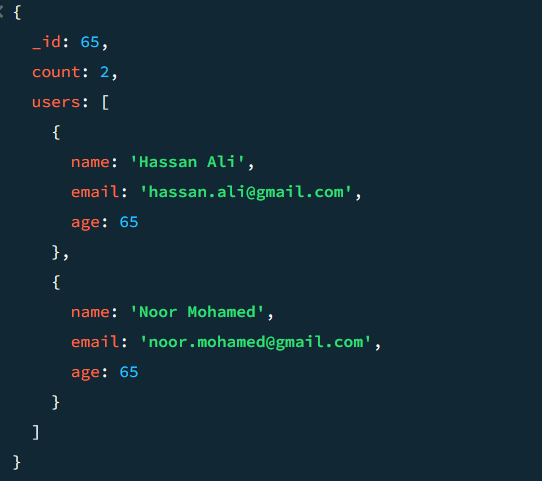 {
_id: 65,
count: 2,
users: [
{
name: 'Hassan Ali',
email: 'hassan.ali@gmail.com',
age: 65
},
{
name: 'Noor Mohamed',
email: 'noor.mohamed@gmail.com',
age: 65
}
]
}